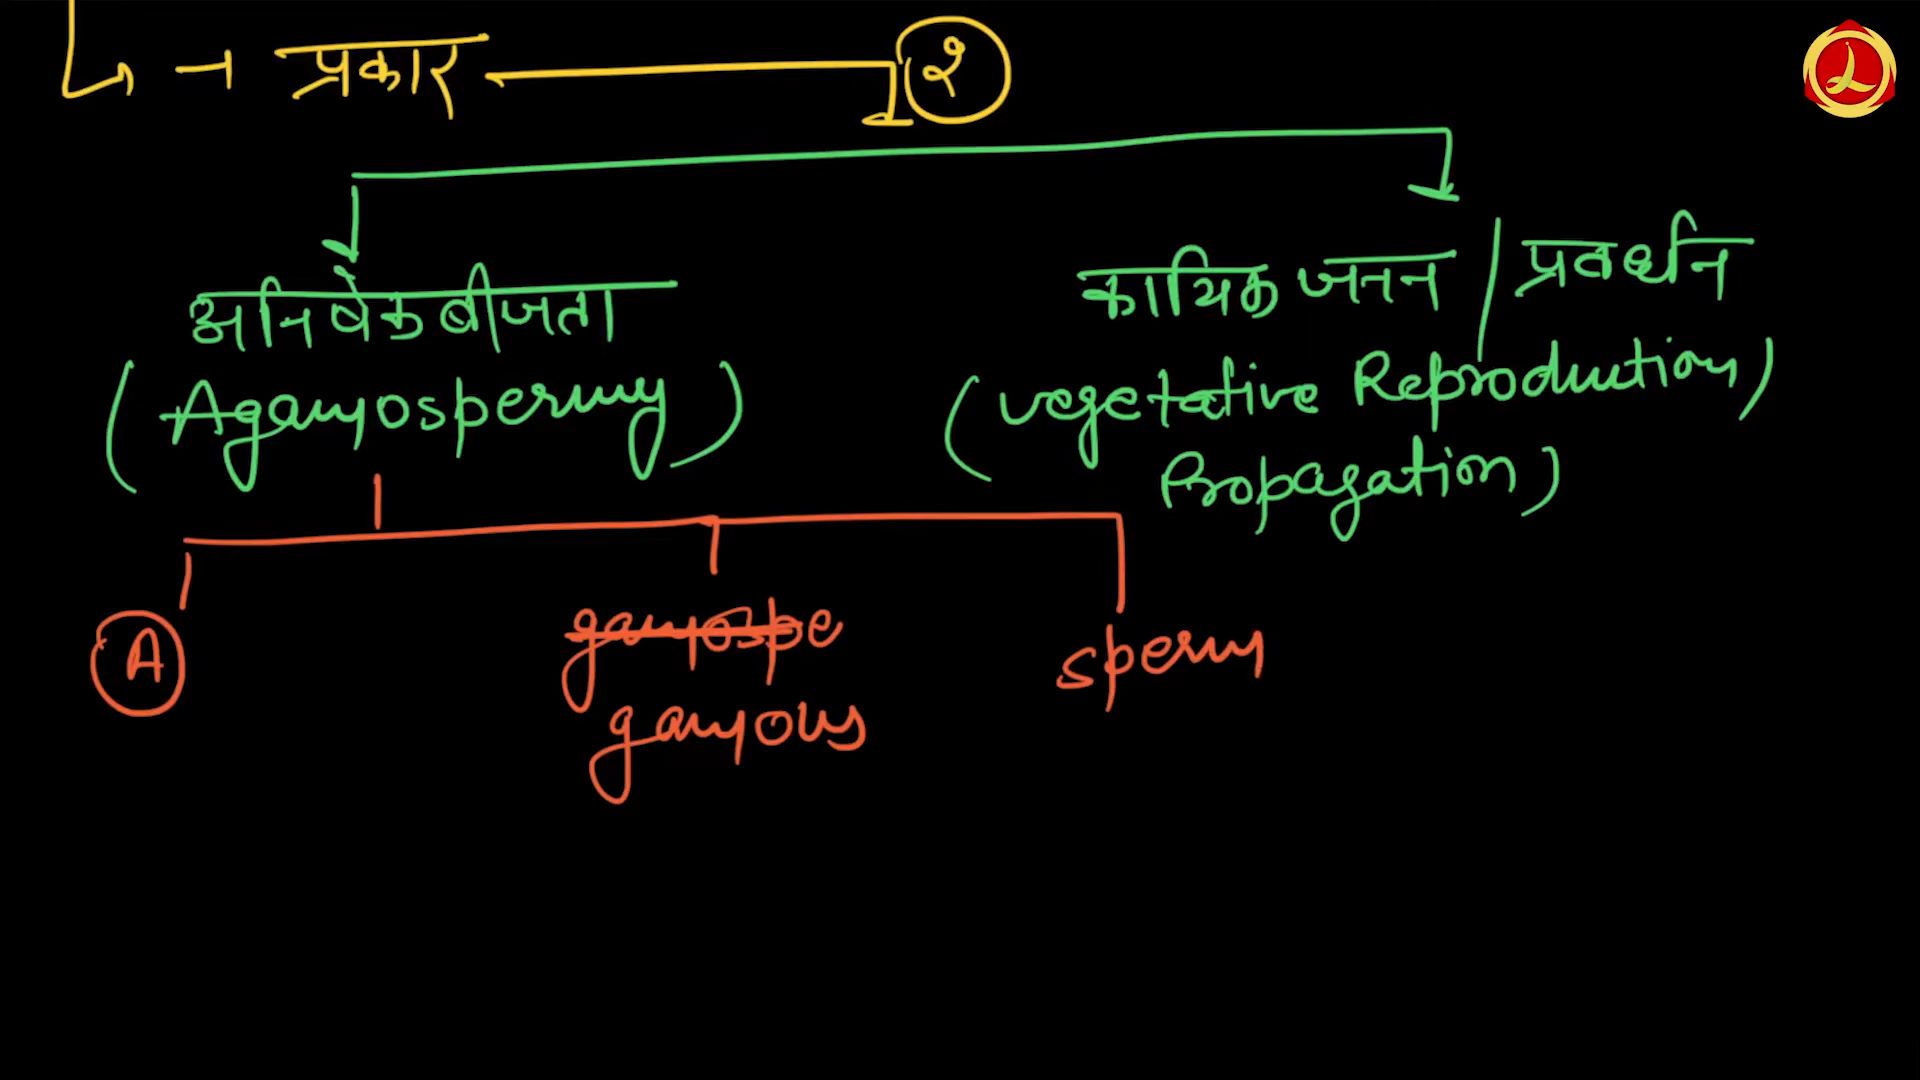 → प्रकार २
अनिषेकबीजता
कायिक जनन / प्रवर्धन
(Agamospermy)
(vegetative Reproduction)
Propagation)
A
gamospe
sperm
gamous